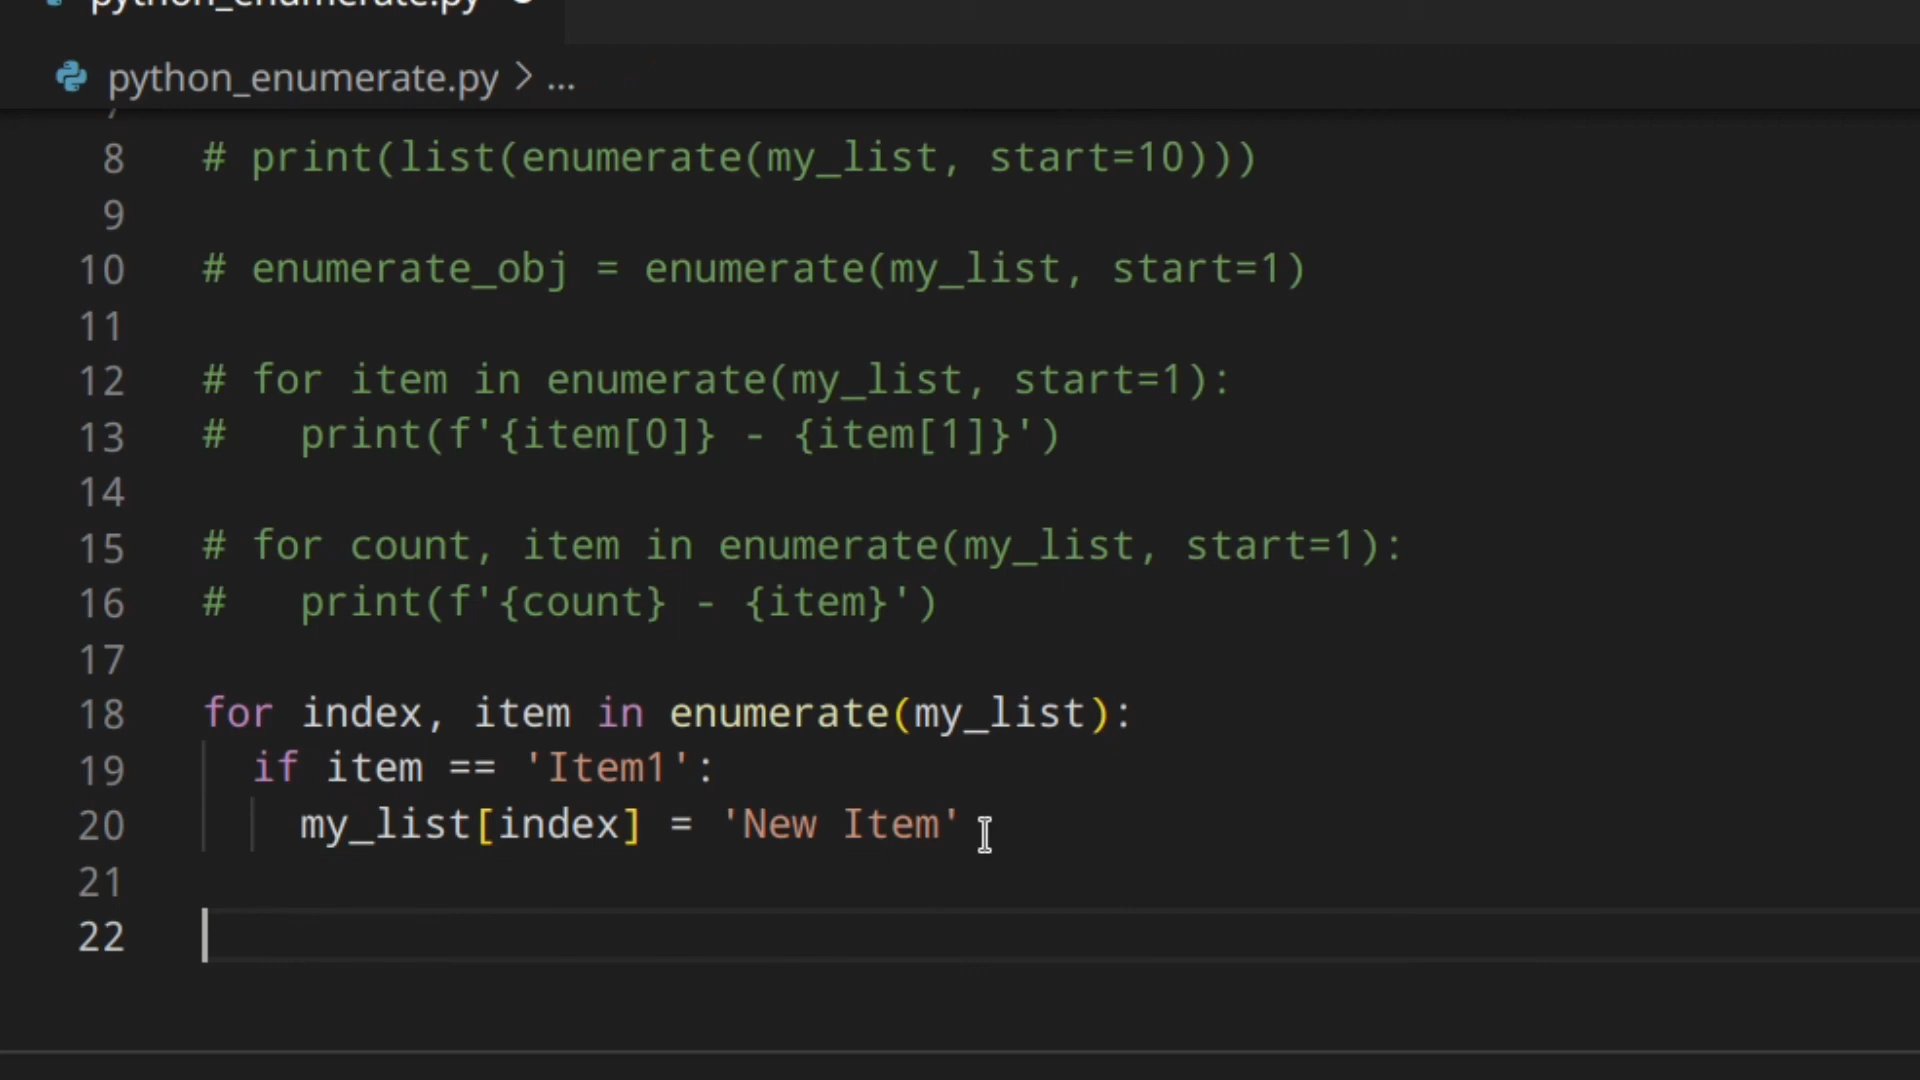 python_enumerate.py
python_enumerate.py > ...
7
8 # print(list(enumerate(my_list, start=10)))
9
10 # enumerate_obj = enumerate(my_list, start=1)
11
12 # for item in enumerate(my_list, start=1):
13 #   print(f'{item[0]} - {item[1]}')
14
15 # for count, item in enumerate(my_list, start=1):
16 #   print(f'{count} - {item}')
17
18 for index, item in enumerate(my_list):
19   if item == 'Item1':
20     my_list[index] = 'New Item'
21
22